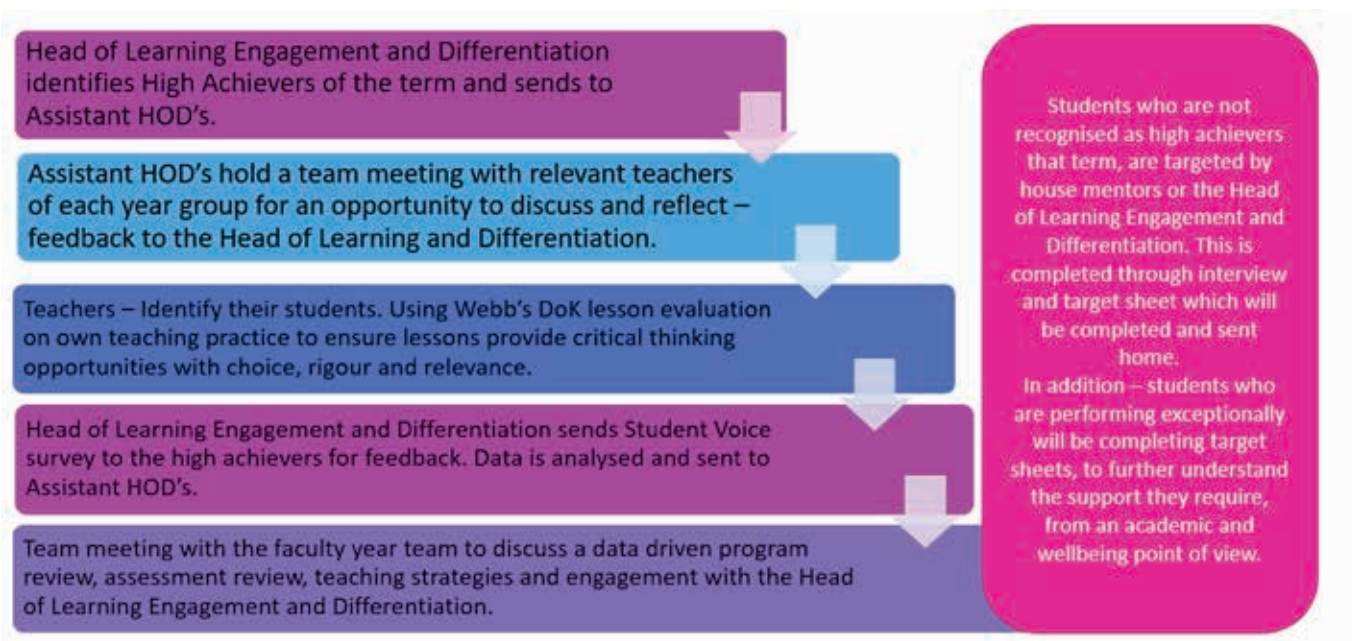 Head of Learning Engagement and Differentiation
identifies High Achievers of the term and sends to
Assistant HOD's.
Assistant HOD's hold a team meeting with relevant teachers
of each year group for an opportunity to discuss and reflect –
feedback to the Head of Learning and Differentiation.
Teachers – Identify their students. Using Webb's DoK lesson evaluation
on own teaching practice to ensure lessons provide critical thinking
opportunities with choice, rigour and relevance.
Head of Learning Engagement and Differentiation sends Student Voice
survey to the high achievers for feedback. Data is analysed and sent to
Assistant HOD's.
Team meeting with the faculty year team to discuss a data driven program
review, assessment review, teaching strategies and engagement with the Head
of Learning Engagement and Differentiation.
Students who are not
recognised as high achievers
that term, are targeted by
house mentors or the Head
of Learning Engagement and
Differentiation. This is
completed through interview
and target sheet which will
be completed and sent
home.
In addition – students who
are performing exceptionally
will be completing target
sheets, to further understand
the support they require,
from an academic and
wellbeing point of view.